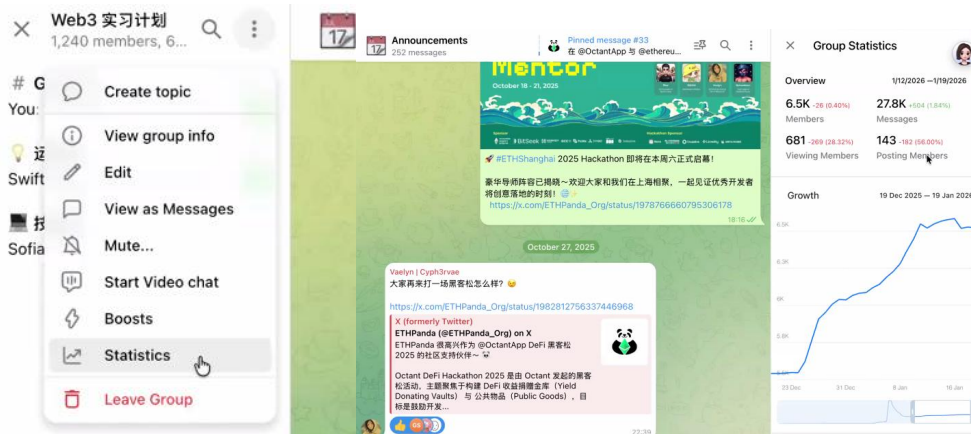 Web3 实习计划
1,240 members, 6...
# G
You:
运
Swift
技
Sofia
Create topic
View group info
Edit
View as Messages
Mute...
Start Video chat
Boosts
Statistics
Leave Group
17
17
Announcements
252 messages
Pinned message #33
在 @OctantApp 与 @ethereu...
Mentor
October 16 - 21, 2025
BitSeek
#ETHShanghai 2025 Hackathon 即将在本周六正式启幕！
豪华导师阵容已揭晓～欢迎大家和我们在上海相聚，一起见证优秀开发者
将创意落地的时刻！
https://x.com/ETHPanda_Org/status/1978766660795306178
18:16
October 27, 2025
Vaelyn | Cyph3rvae
大家再来打一场黑客松怎么样？
https://x.com/ETHPanda_Org/status/1982812756337446968
X (formerly Twitter)
ETHPanda (@ETHPanda_Org) on X
ETHPanda 很高兴作为 @OctantApp DeFi 黑客松
2025 的社区支持伙伴～
Octant DeFi Hackathon 2025 是由 Octant 发起的黑客
松活动，主题聚焦于构建 DeFi 收益捐赠金库（Yield
Donating Vaults） 与 公共物品（Public Goods），目
标是鼓励开发...
22:39
Group Statistics
Overview
1/12/2026 —1/19/2026
6.5K -26 (0.40%)
Members
27.8K +504 (1.84%)
Messages
681 -269 (28.32%)
Viewing Members
143 -182 (56.00%)
Posting Members
Growth
19 Dec 2025 — 19 Jan 2026
6.5K
6.3K
6K
5.8K
23 Dec
31 Dec
8 Jan
16 Jan